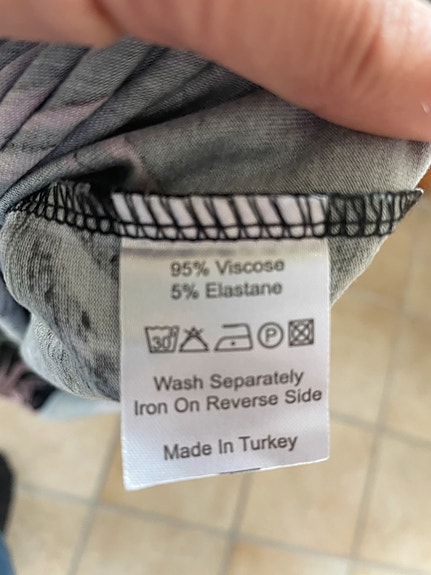 95% Viscose
5% Elastane
30 P
Wash Separately
Iron On Reverse Side
Made In Turkey